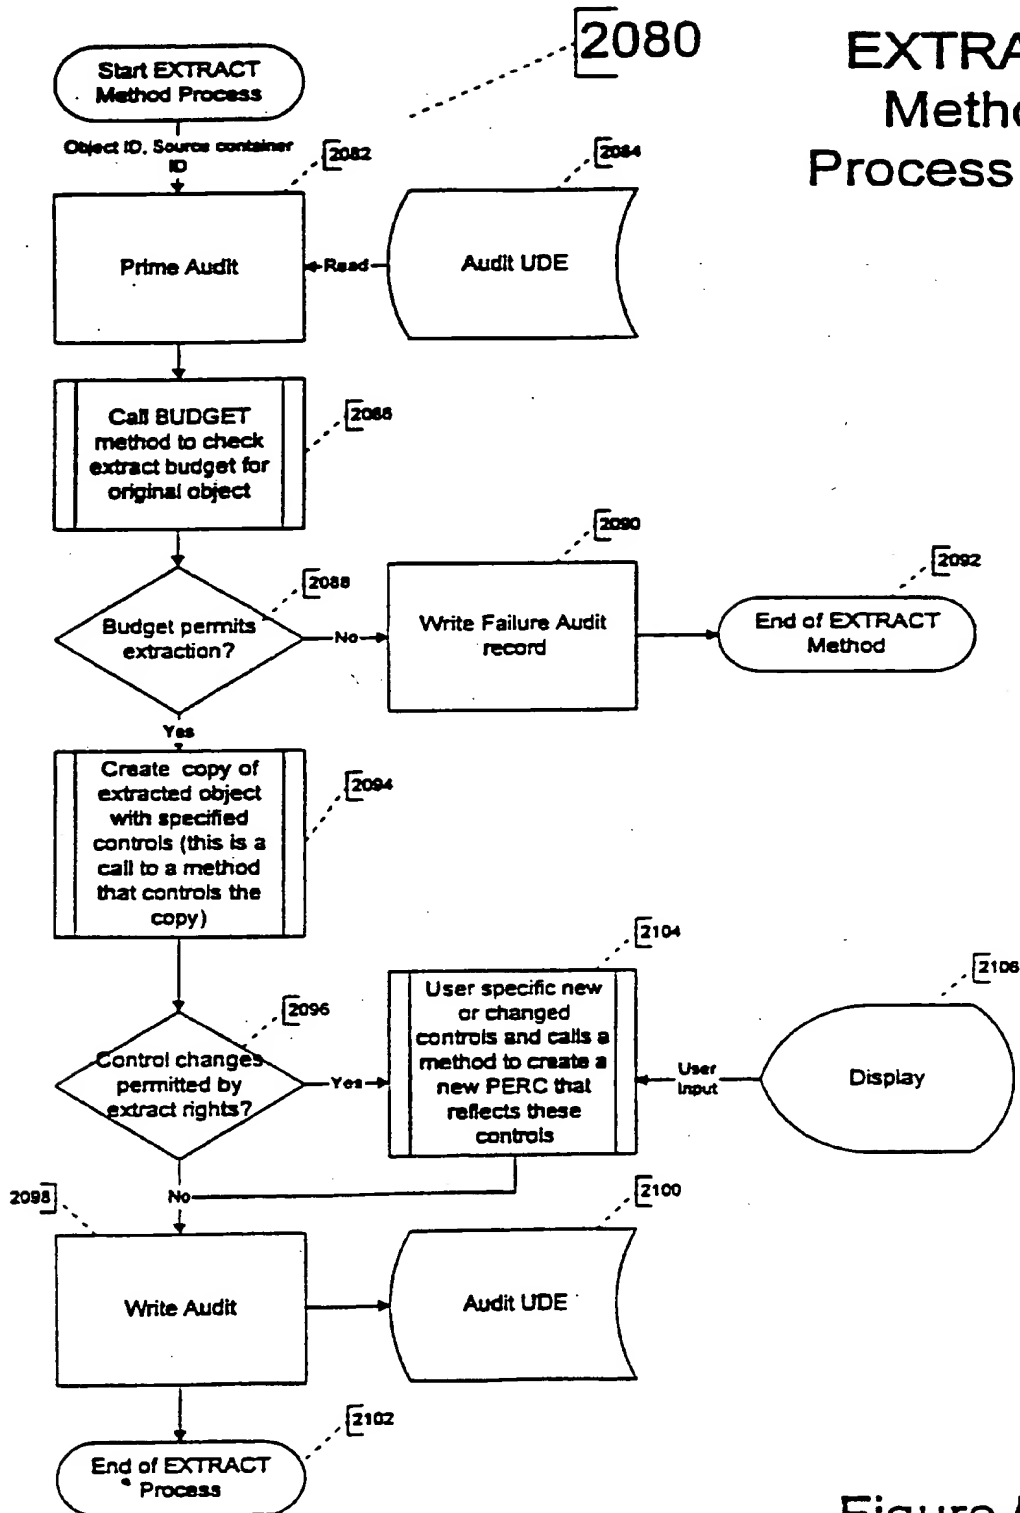 2080
EXTRA
Metho
Process
Start EXTRACT
Method Process
Object ID, Source container
ID
2082
2084
Prime Audit
Read
Audit UDE
Call BUDGET
method to check
extract budget for
original object
2086
2088
Budget permits
extraction?
No
2090
Write Failure Audit
record
2092
End of EXTRACT
Method
Yes
Create copy of
extracted object
with specified
controls (this is a
call to a method
that controls the
copy)
2094
2096
Control changes
permitted by
extract rights?
Yes
2104
User specific new
or changed
controls and calls a
method to create a
new PERC that
reflects these
controls
User
Input
2106
Display
No
2098
Write Audit
2100
Audit UDE
2102
End of EXTRACT
Process
Figure